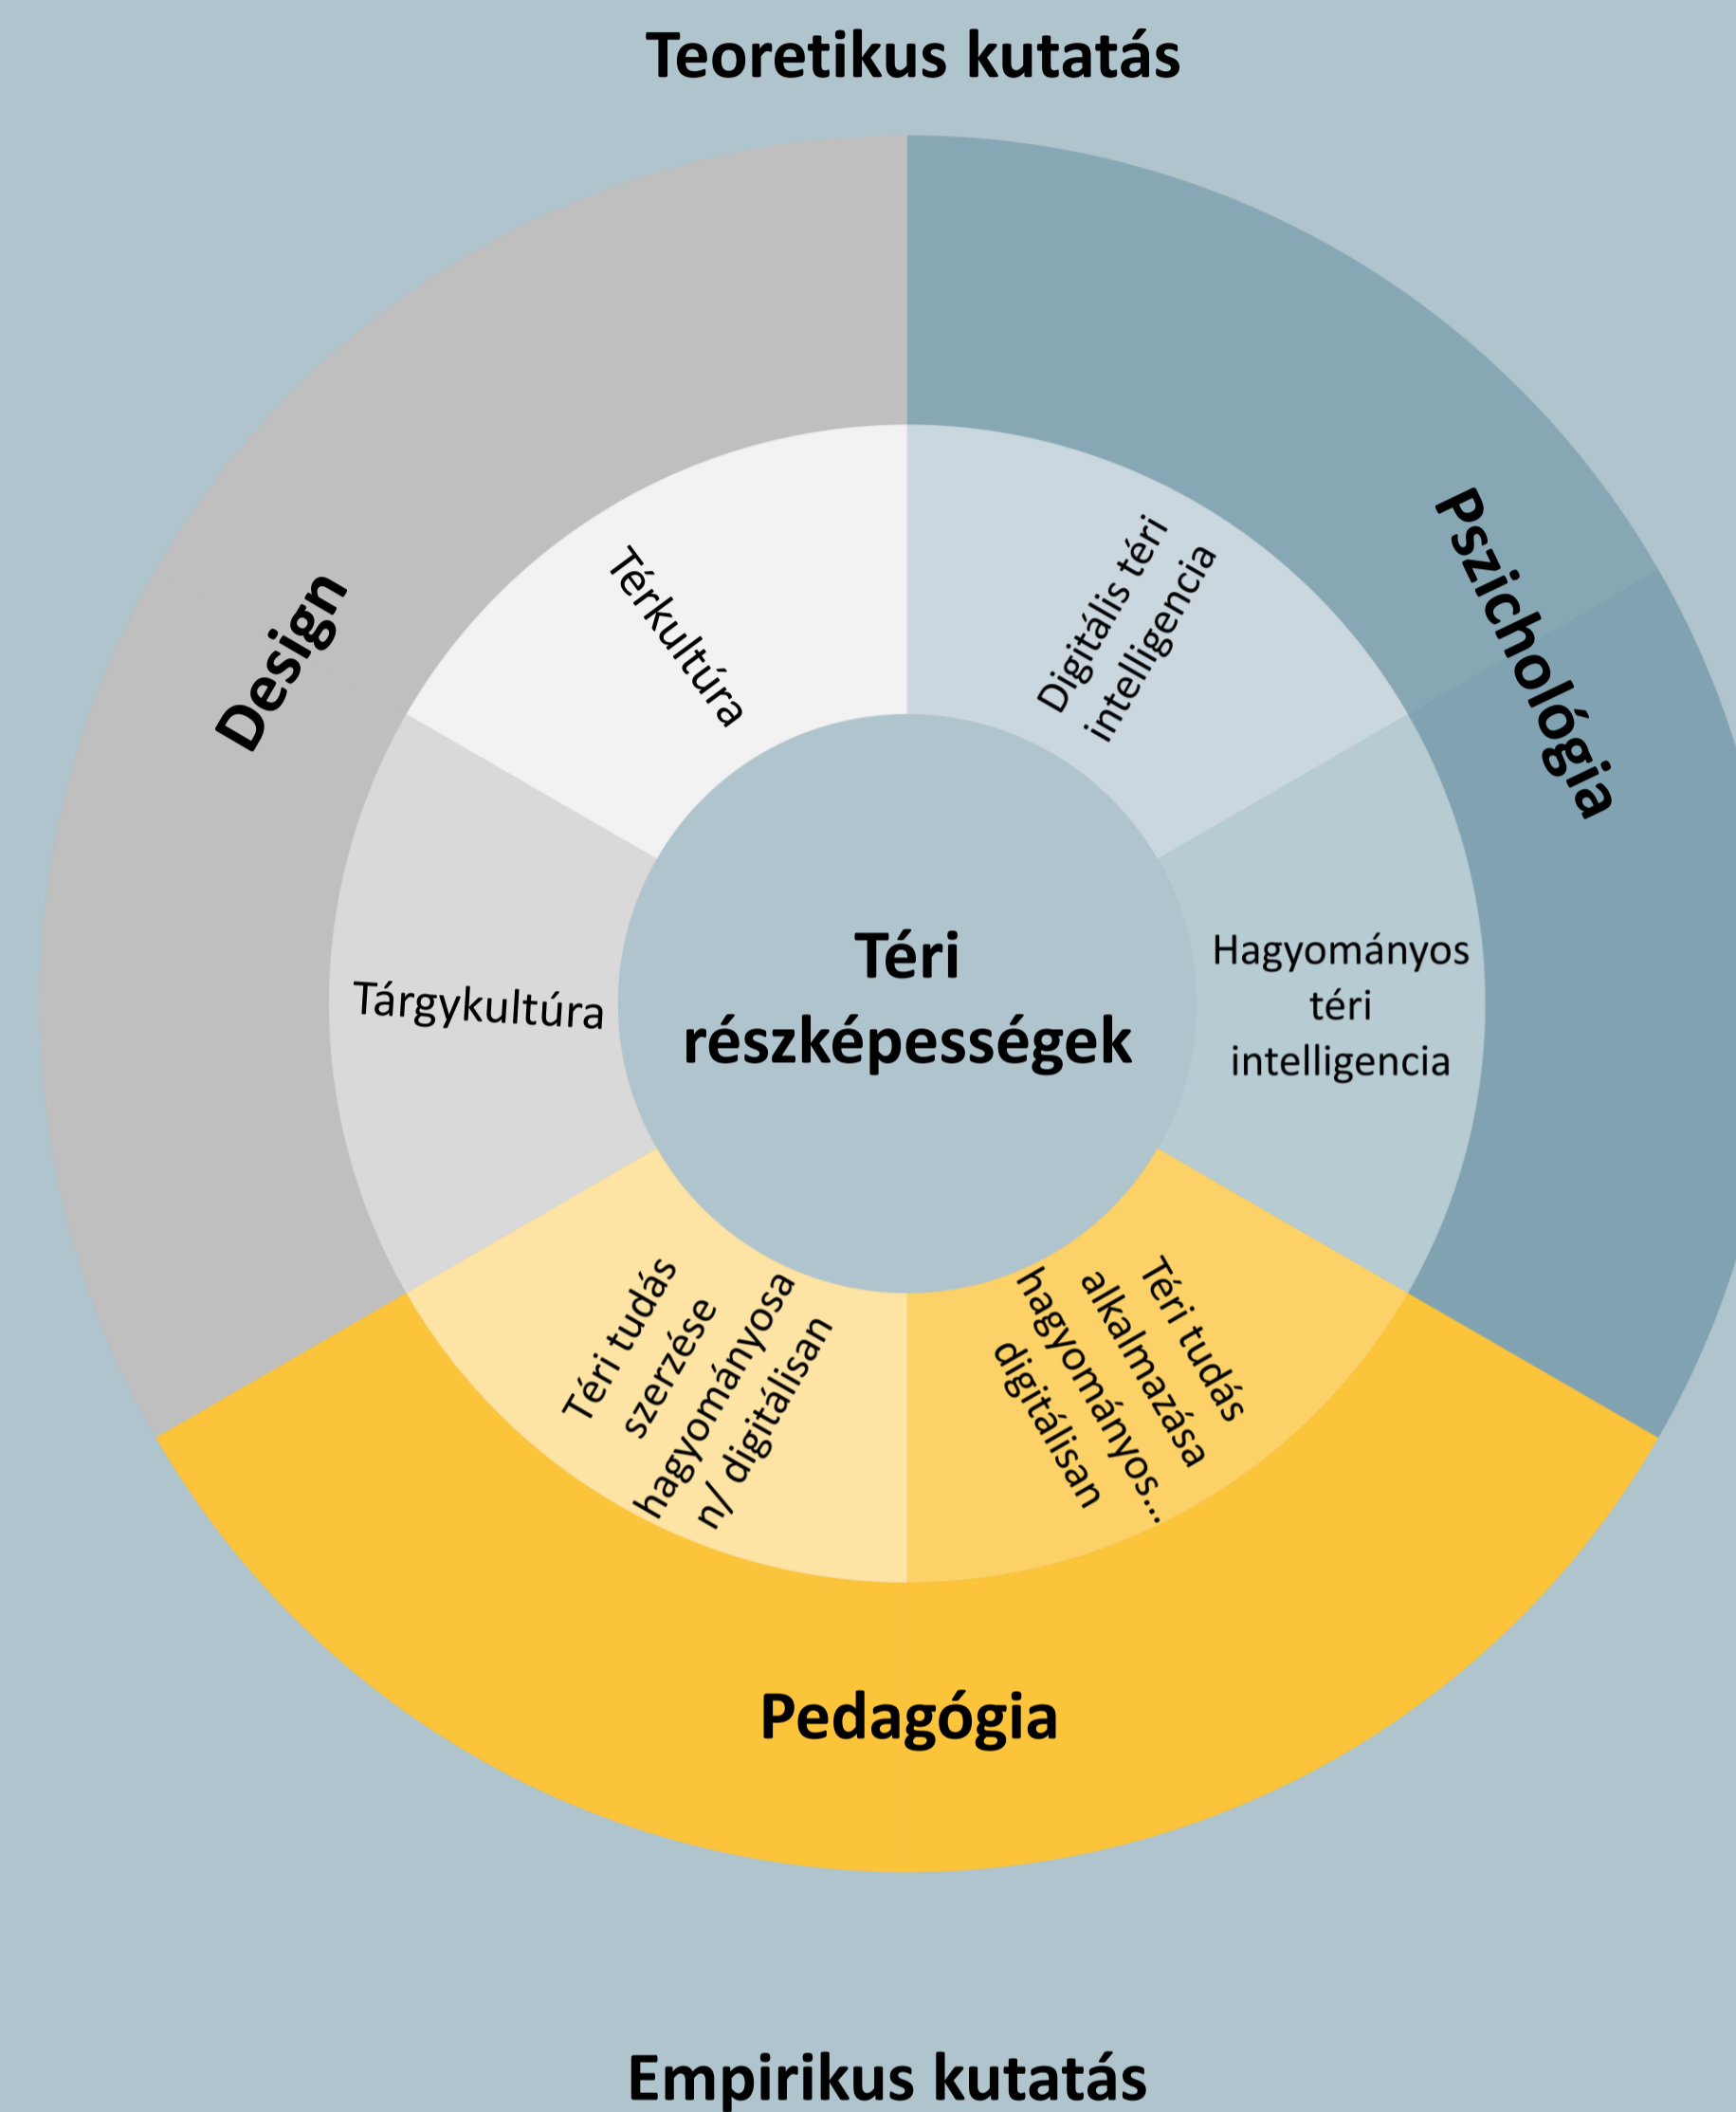 Teoretikus kutatás
Design
Pszichológia
Térkultúra
Digitális téri
intelligencia
Tárgykultúra
Téri
részképességek
Hagyományos
téri
intelligencia
Téri tudás
szerzése
hagyományosa
n/ digitálisan
Téri tudás
alkalmazása
hagyományos...
digitálisan
Pedagógia
Empirikus kutatás